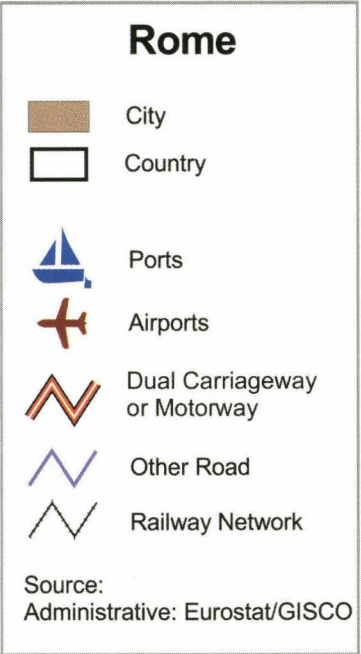 Rome
City
Country
Ports
Airports
Dual Carriageway
or Motorway
Other Road
Railway Network
Source:
Administrative: Eurostat/GISCO